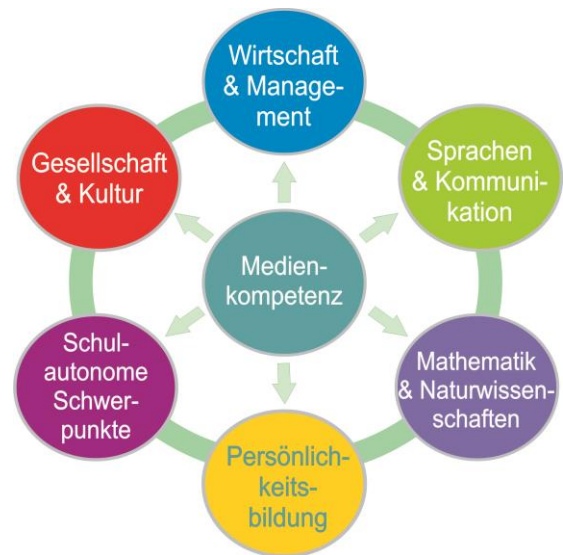 Wirtschaft
& Manage-
ment
Gesellschaft
& Kultur
Sprachen
& Kommuni-
kation
Medien-
kompetenz
Schul-
autonome
Schwer-
punkte
Mathematik
& Naturwissen-
schaften
Persönlich-
keits-
bildung